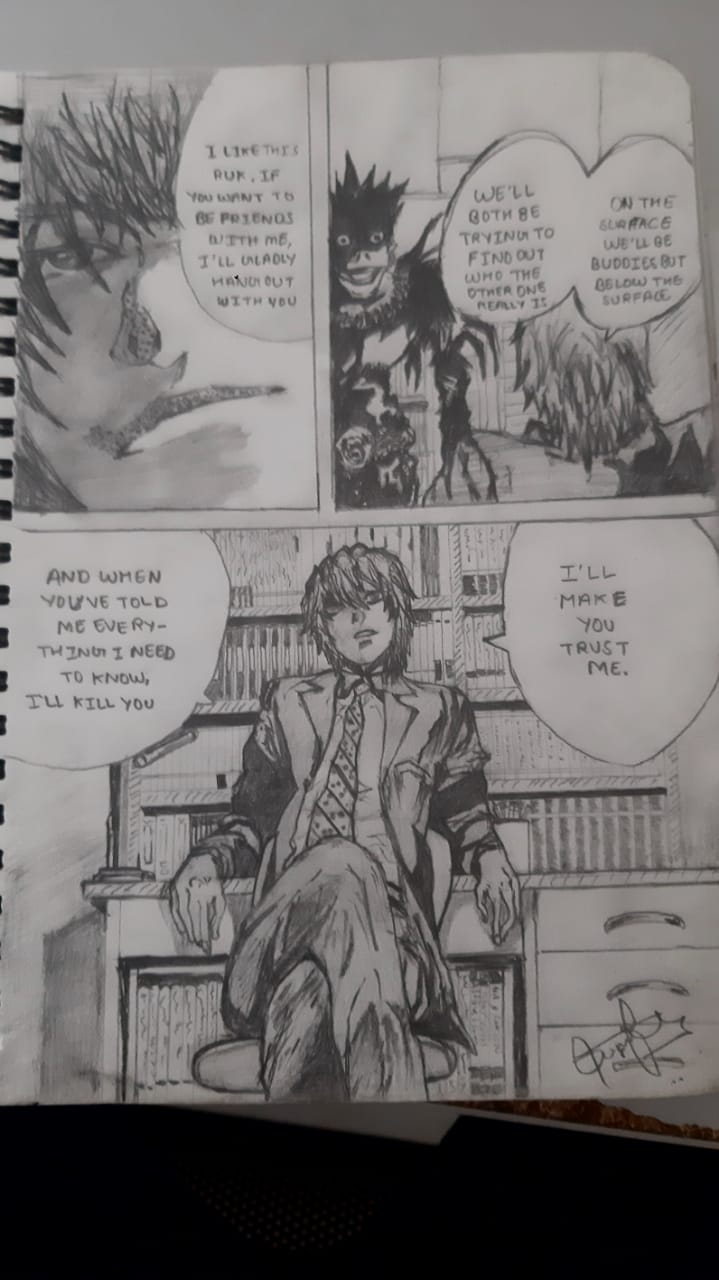 I LIKE THIS
RUK. IF
YOU WANT TO
BE FRIENDS
WITH ME,
I'LL GLADLY
HANG OUT
WITH YOU
ON THE
SURFACE
WE'LL BE
BUDDIES BUT
BELOW THE
SURFACE
WE'LL
BOTH BE
TRYING TO
FIND OUT
WHO THE
OTHER ONE
REALLY IS
I'LL
MAKE
YOU
TRUST
ME.
AND WHEN
YOU'VE TOLD
ME EVERY-
THING I NEED
TO KNOW,
I'LL KILL YOU